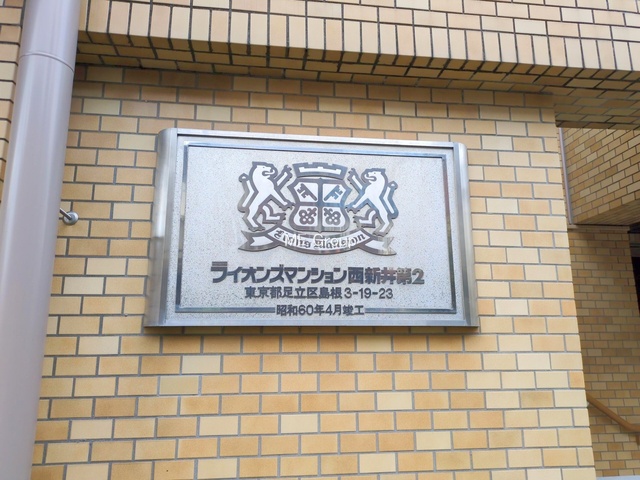 Lions Mansion
ライオンズマンション西新井第2
東京都足立区島根3-19-23
昭和60年4月竣工